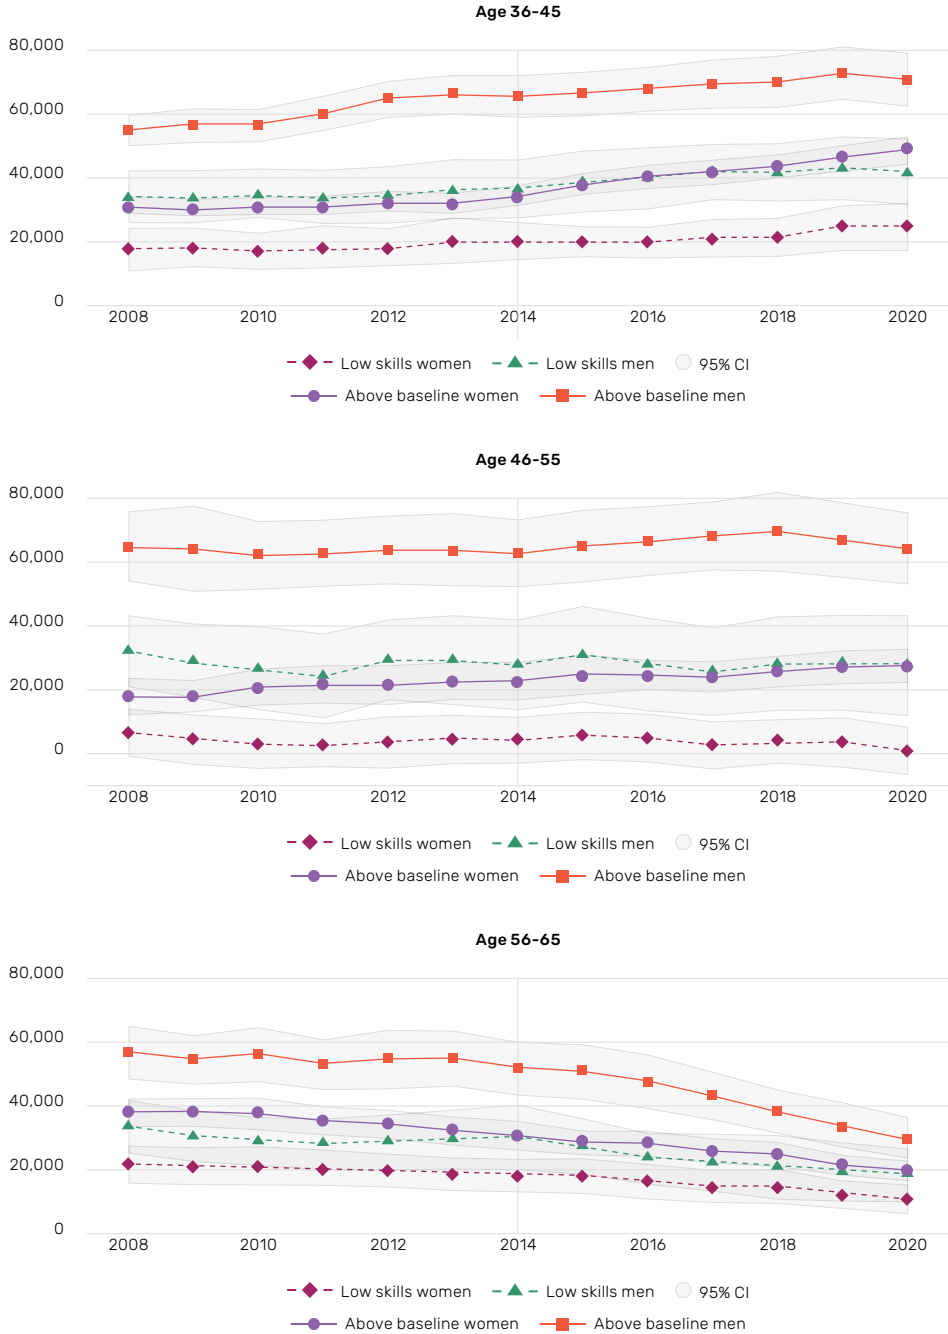 Age 36-45
80,000
60,000
40,000
20,000
0
2008 2010 2012 2014 2016 2018 2020
Low skills women Low skills men 95% CI
Above baseline women Above baseline men
Age 46-55
80,000
60,000
40,000
20,000
0
2008 2010 2012 2014 2016 2018 2020
Low skills women Low skills men 95% CI
Above baseline women Above baseline men
Age 56-65
80,000
60,000
40,000
20,000
0
2008 2010 2012 2014 2016 2018 2020
Low skills women Low skills men 95% CI
Above baseline women Above baseline men